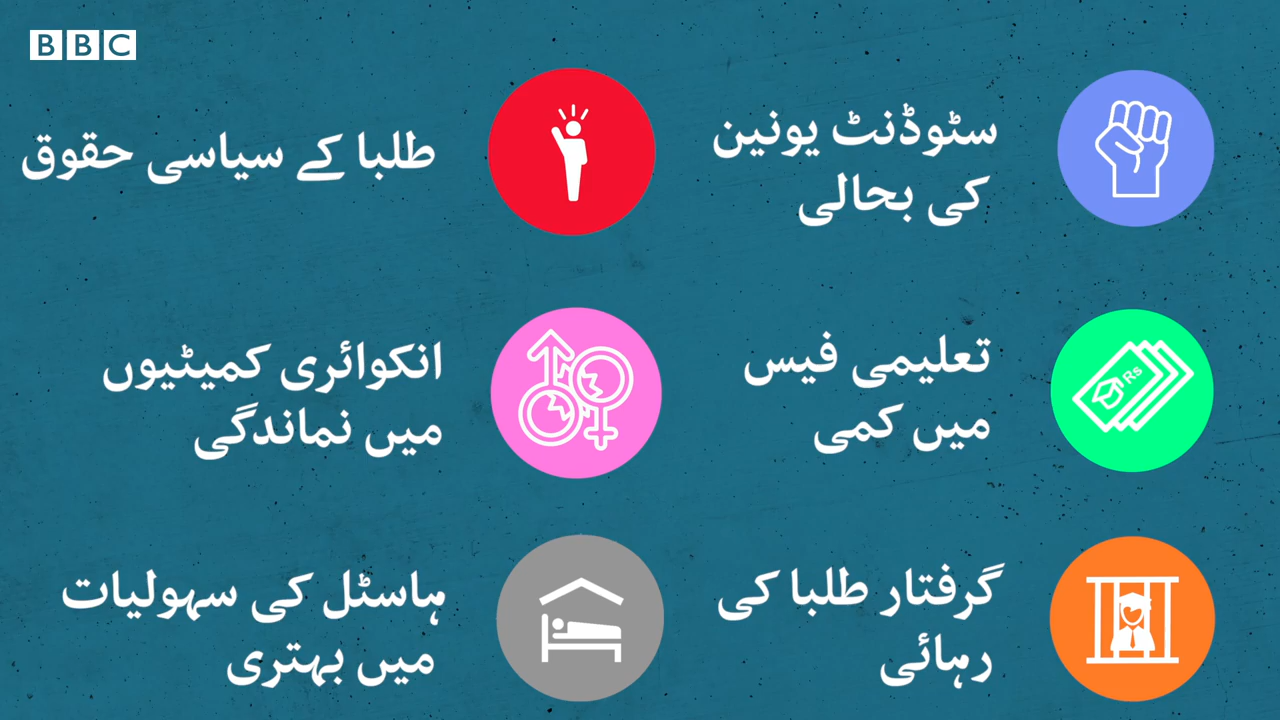 BBC
سٹوڈنٹ یونین
کی بحالی
طلبا کے سیاسی حقوق
تعلیمی فیس
میں کمی
Rs
انکوائری کمیٹیوں
میں نماندگی
گرفتار طلبا کی
رہائی
ہاسٹل کی سہولیات
میں بہتری